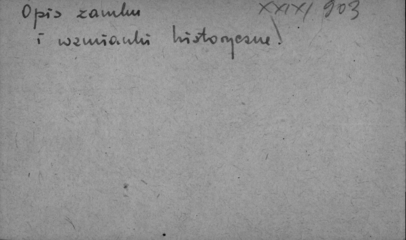 Opis zamku XXIX/903
i wzmianki historyczne!